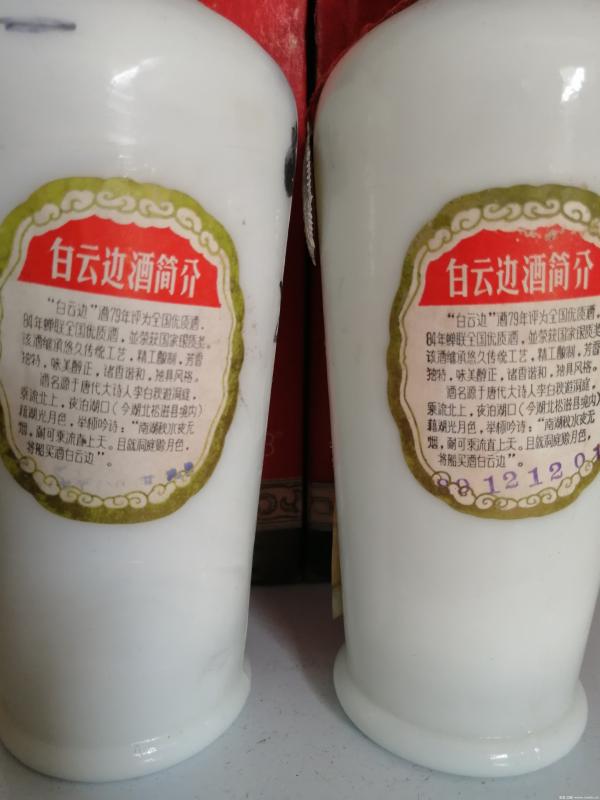 白云边酒简介
“白云边”酒79年评为全国优质酒，
84年蝉联全国优质酒，並荣获国家银质奖。
该酒继承悠久传统工艺，精工酿制，芳香
独特，味美醇正，诸香谐和，独具风格。
酒名源于唐代大诗人李白秋游洞庭，
乘流北上，夜泊湖口（今湖北松滋县境内）
藉湖光月色，举杯吟诗：“南湖秋水夜无
烟，耐可乘流直上天。且就洞庭赊月色，
将船买酒白云边”。
白云边酒简介
“白云边”酒79年评为全国优质酒，
84年蝉联全国优质酒，並荣获国家银质奖。
该酒继承悠久传统工艺，精工酿制，芳香
独特，味美醇正，诸香谐和，独具风格。
酒名源于唐代大诗人李白秋游洞庭，
乘流北上，夜泊湖口（今湖北松滋县境内）
藉湖光月色，举杯吟诗：“南湖秋水夜无
烟，耐可乘流直上天。且就洞庭赊月色，
将船买酒白云边”。
89 12 12 01